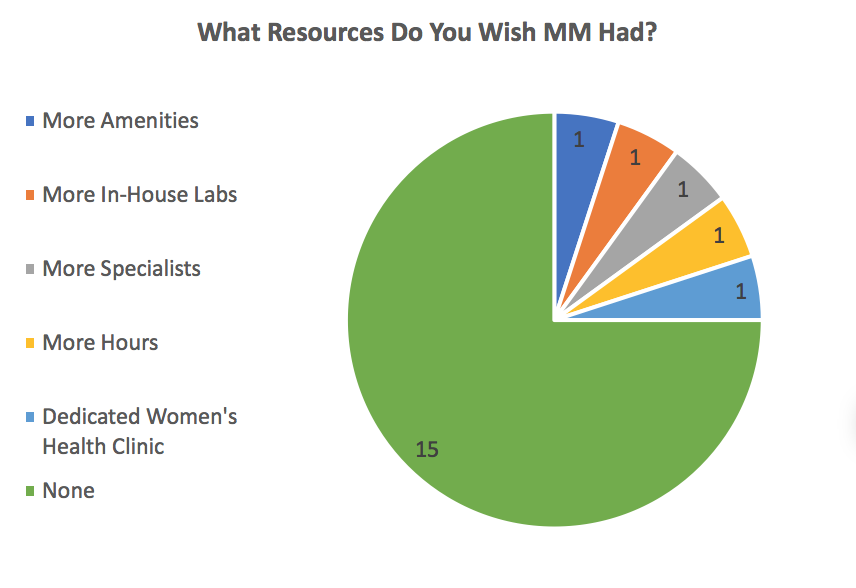 What Resources Do You Wish MM Had?
More Amenities
More In-House Labs
More Specialists
More Hours
Dedicated Women's
Health Clinic
None
1
1
1
1
1
15